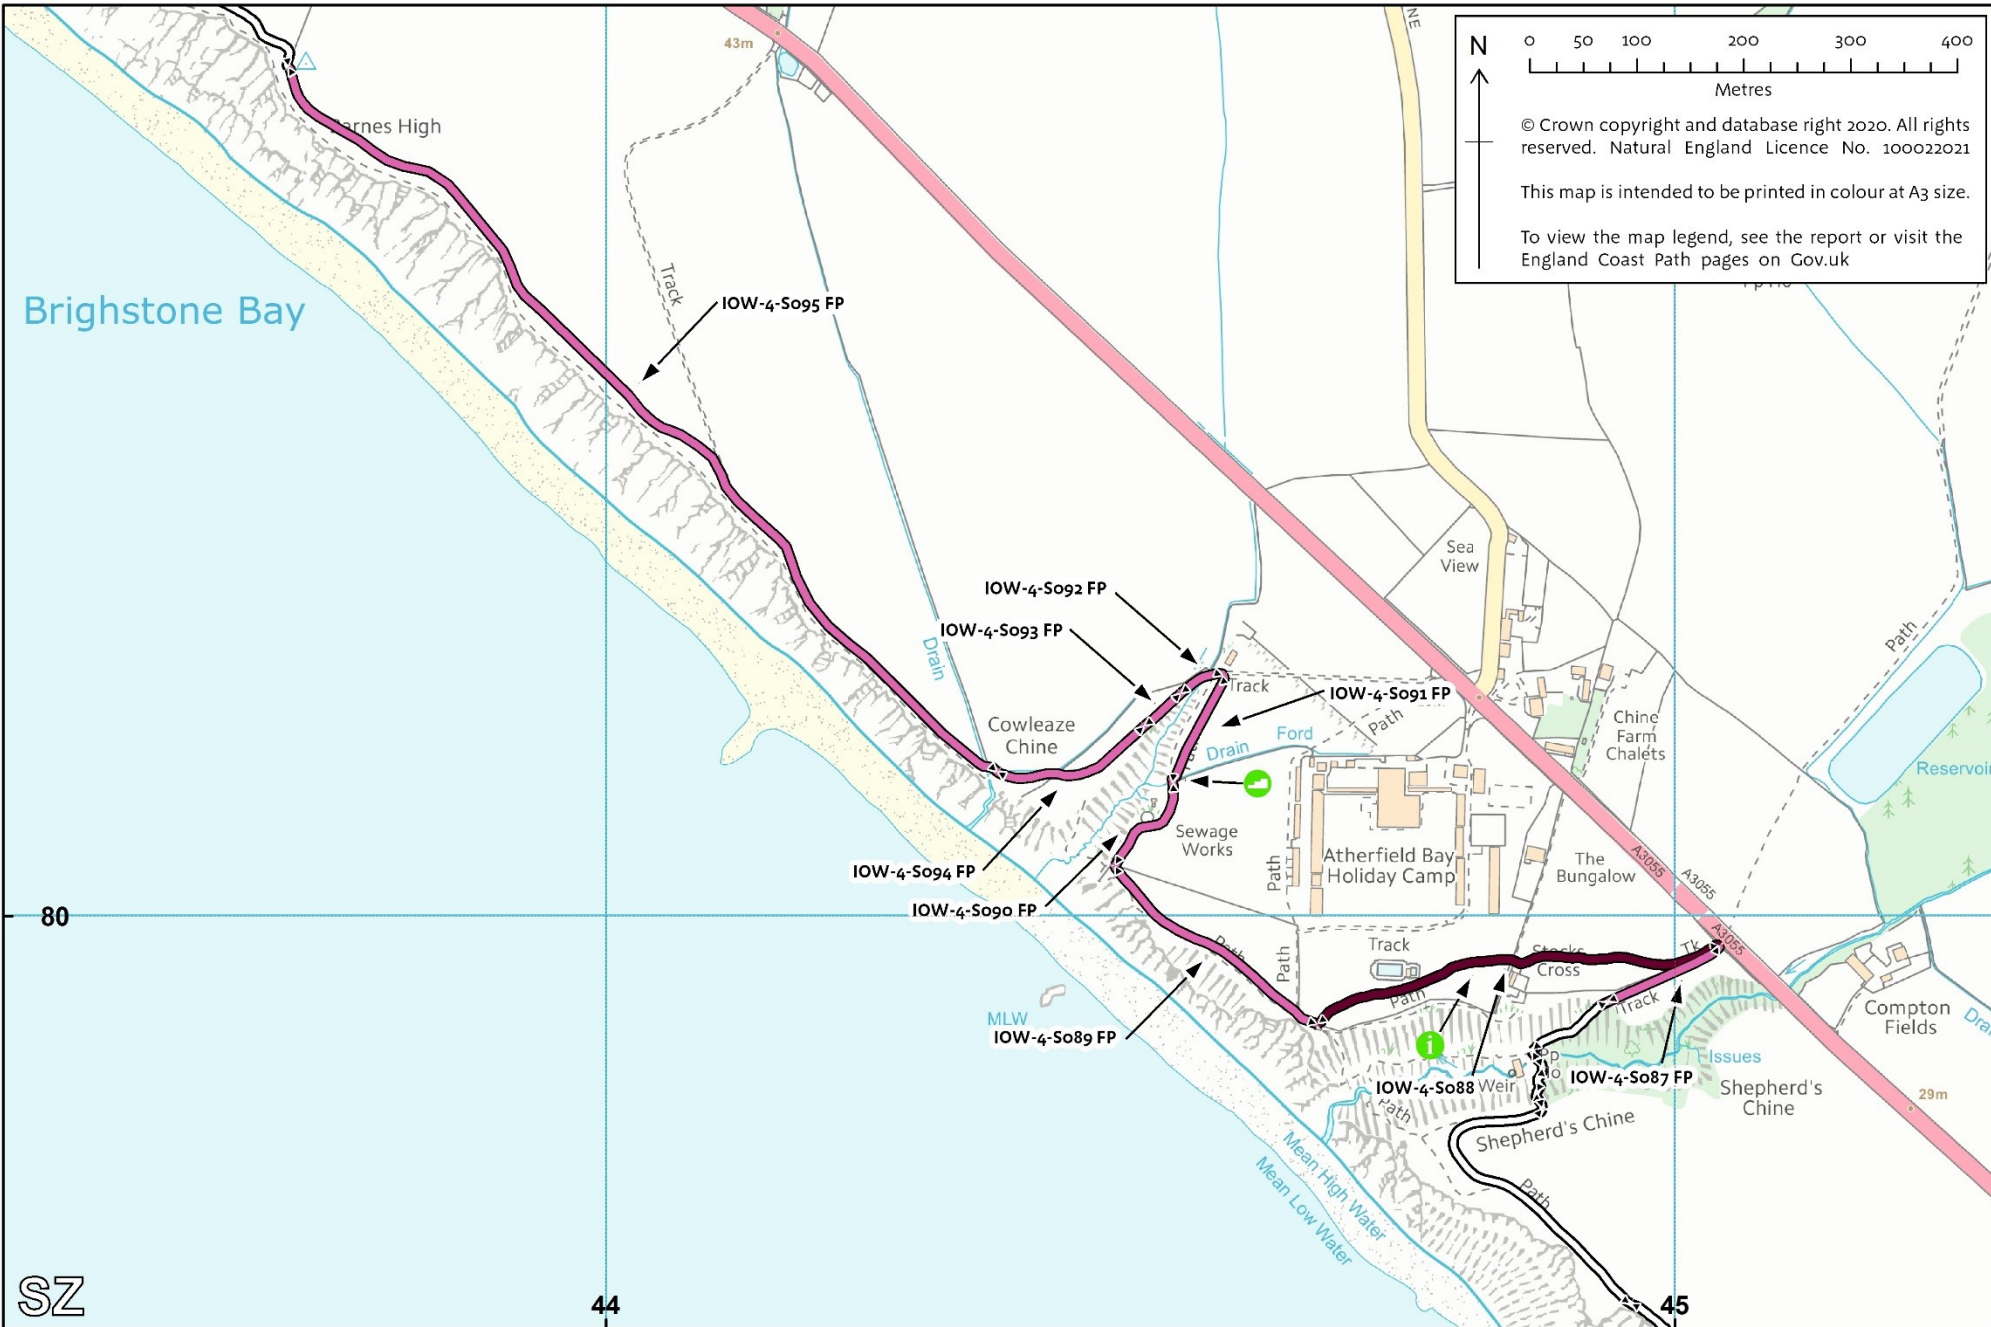 43m
NE
N
0 50 100 200 300 400
Metres
© Crown copyright and database right 2020. All rights
reserved. Natural England Licence No. 100022021
This map is intended to be printed in colour at A3 size.
To view the map legend, see the report or visit the
England Coast Path pages on Gov.uk
Barnes High
Brighstone Bay
Track
IOW-4-S095 FP
Sea
View
IOW-4-S092 FP
IOW-4-S093 FP
Drain
Path
Track
IOW-4-S091 FP
Path
Cowleaze
Chine
Ford
Drain
Chine
Farm
Chalets
Reservoir
Sewage
Works
Atherfield Bay
Holiday Camp
Path
The
Bungalow
A3055
A3055
IOW-4-S094 FP
IOW-4-S090 FP
80
Path
Path
Track
Stocks
Cross
Tk
A3055
Path
Track
Compton
Fields
MLW
IOW-4-S089 FP
i
Issues
IOW-4-S088
Weir
IOW-4-S087 FP
Shepherd's
Chine
29m
Path
Shepherd's Chine
Mean High Water
Mean Low Water
Path
SZ
44
45